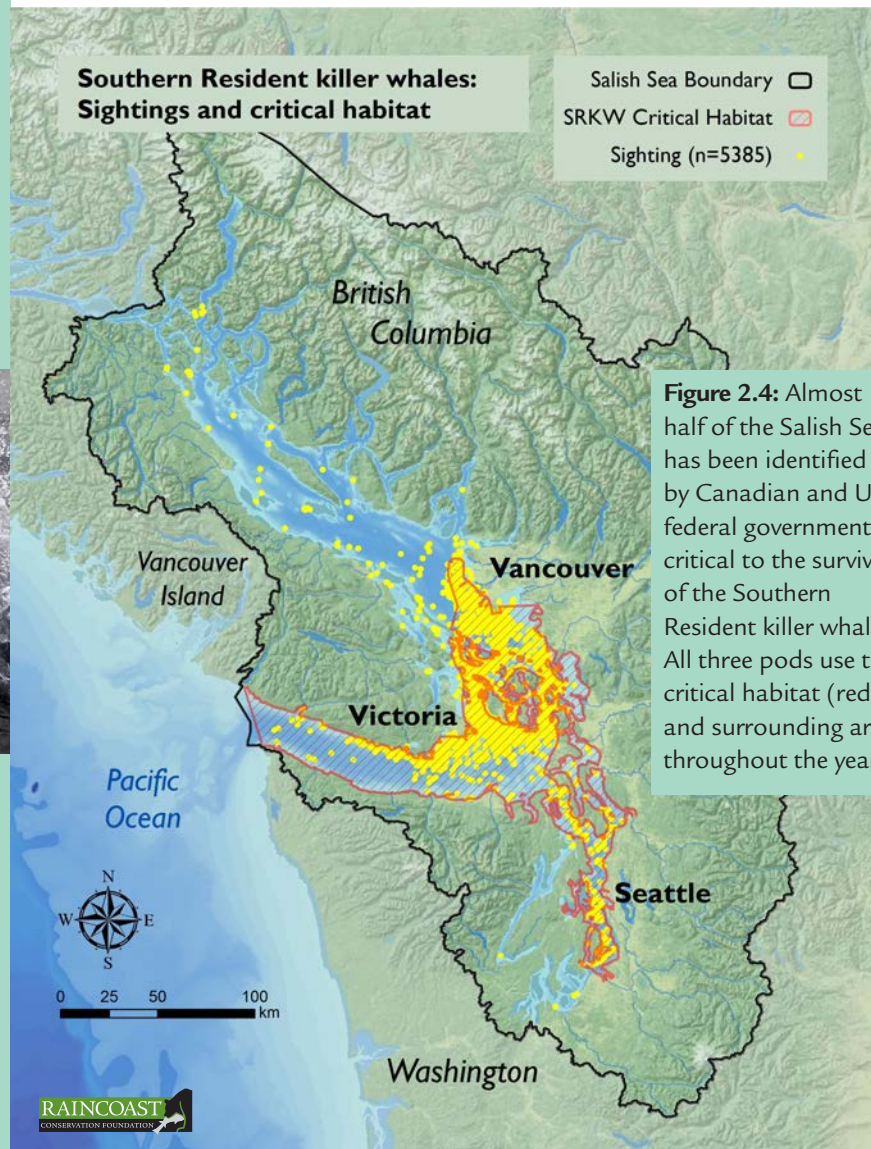 Southern Resident killer whales:
Sightings and critical habitat
Salish Sea Boundary
SRKW Critical Habitat
Sighting (n=5385)
British
Columbia
Figure 2.4: Almost
half of the Salish Se
has been identified
by Canadian and U
federal government
critical to the surviv
of the Southern
Resident killer whal
All three pods use t
critical habitat (red
and surrounding ar
throughout the year
Vancouver
Island
Vancouver
Victoria
Pacific
Ocean
Seattle
N
W
E
S
0 25 50 100
km
Washington
RAINCOAST
CONSERVATION FOUNDATION